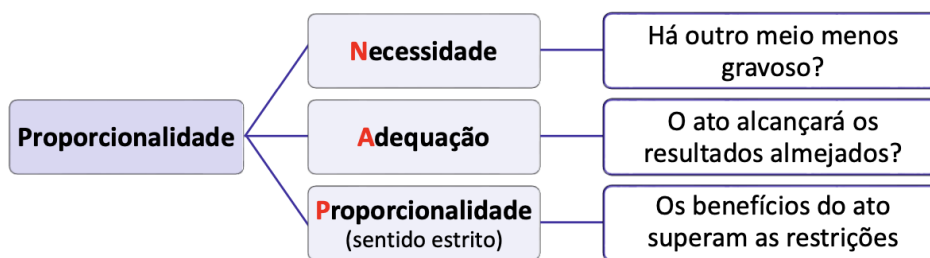 Proporcionalidade
Necessidade
Há outro meio menos
gravoso?
Adequação
O ato alcançará os
resultados almejados?
Proporcionalidade
(sentido estrito)
Os benefícios do ato
superam as restrições